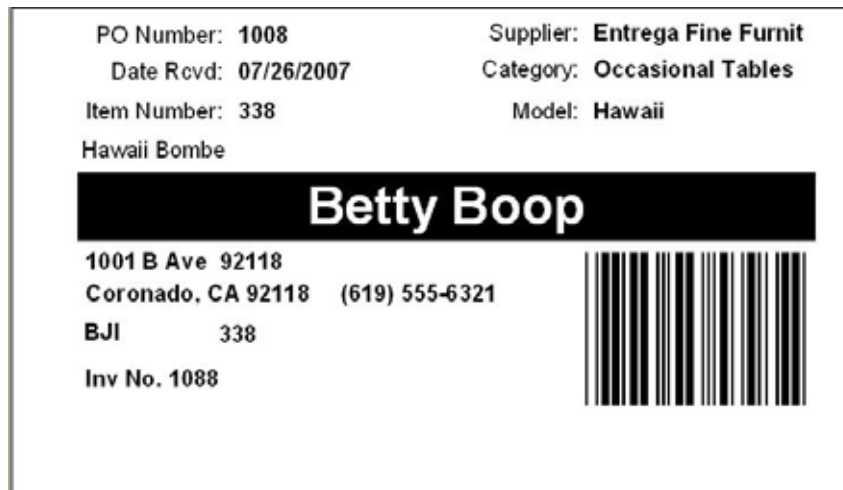 PO Number: 1008 Supplier: Entrega Fine Furnit
Date Rcvd: 07/26/2007 Category: Occasional Tables
Item Number: 338 Model: Hawaii
Hawaii Bombe
Betty Boop
1001 B Ave 92118
Coronado, CA 92118 (619) 555-6321
BJI 338
Inv No. 1088